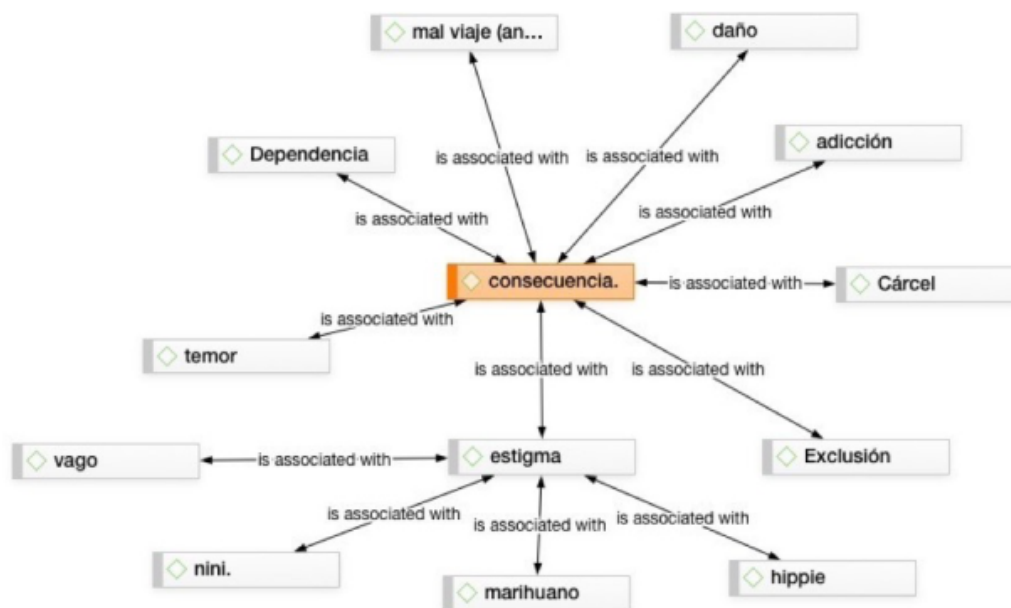 mal viaje (an...
daño
Dependencia
is associated with
is associated with
adicción
is associated with
is associated with
consecuencia.
is associated with
Cárcel
is associated with
temor
is associated with
is associated with
vago
is associated with
estigma
Exclusión
is associated with
is associated with
is associated with
nini.
marihuano
hippie